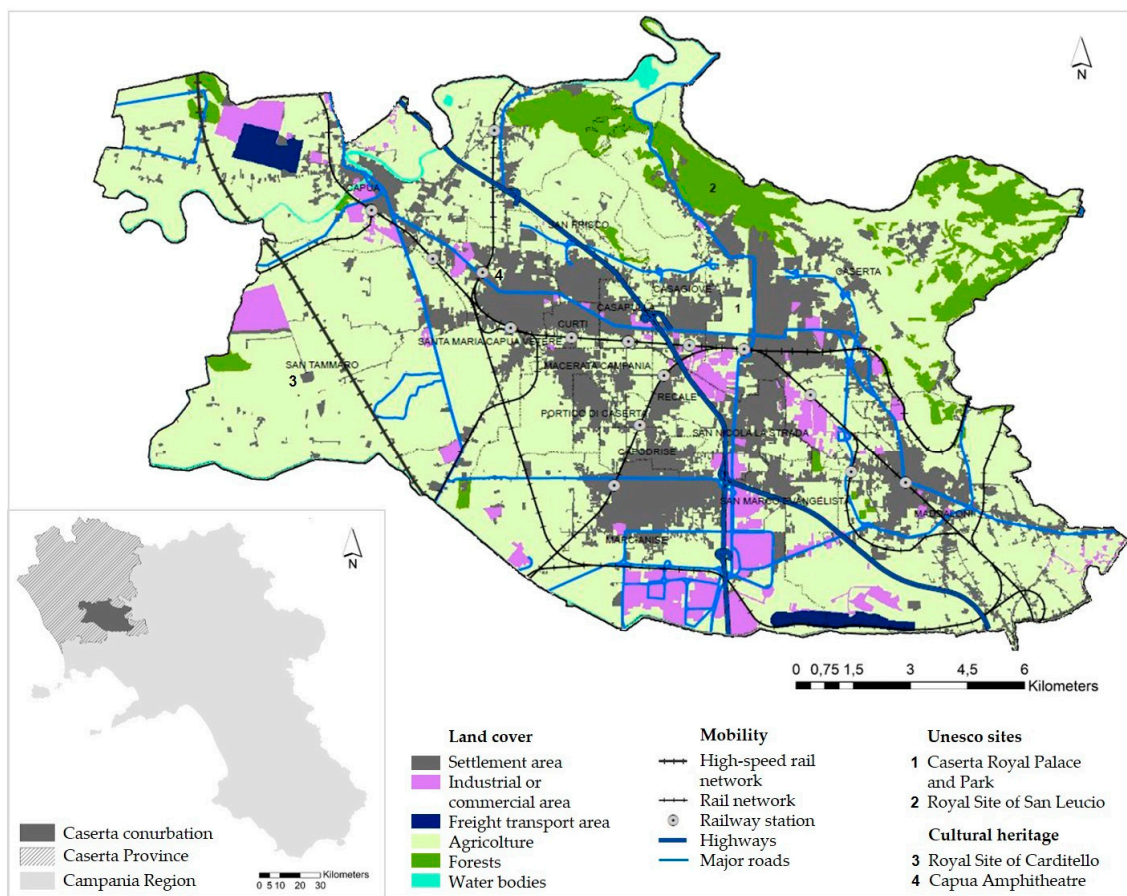 N
CAPUA
2
SAN PRISCO
CASERTA
4
CASAGIOVE
1
CASAPULLA
CURTI
SANTA MARIA CAPUA VETERE
SAN TAMMARO
MACERATA CAMPANIA
3
RECALE
PORTICO DI CASERTA
SAN NICOLA LA STRADA
CAPODRISE
SAN MARCO EVANGELISTA
MADDALONI
MARCIANISE
0 0,75 1,5 3 4,5 6
Kilometers
N
Caserta conurbation
Caserta Province
Campania Region
Kilometers
0 5 10 20 30
Land cover
Settlement area
Industrial or
commercial area
Freight transport area
Agricolture
Forests
Water bodies
Mobility
High-speed rail
network
Rail network
Railway station
Highways
Major roads
Unesco sites
1 Caserta Royal Palace
and Park
2 Royal Site of San Leucio
Cultural heritage
3 Royal Site of Carditello
4 Capua Amphitheatre